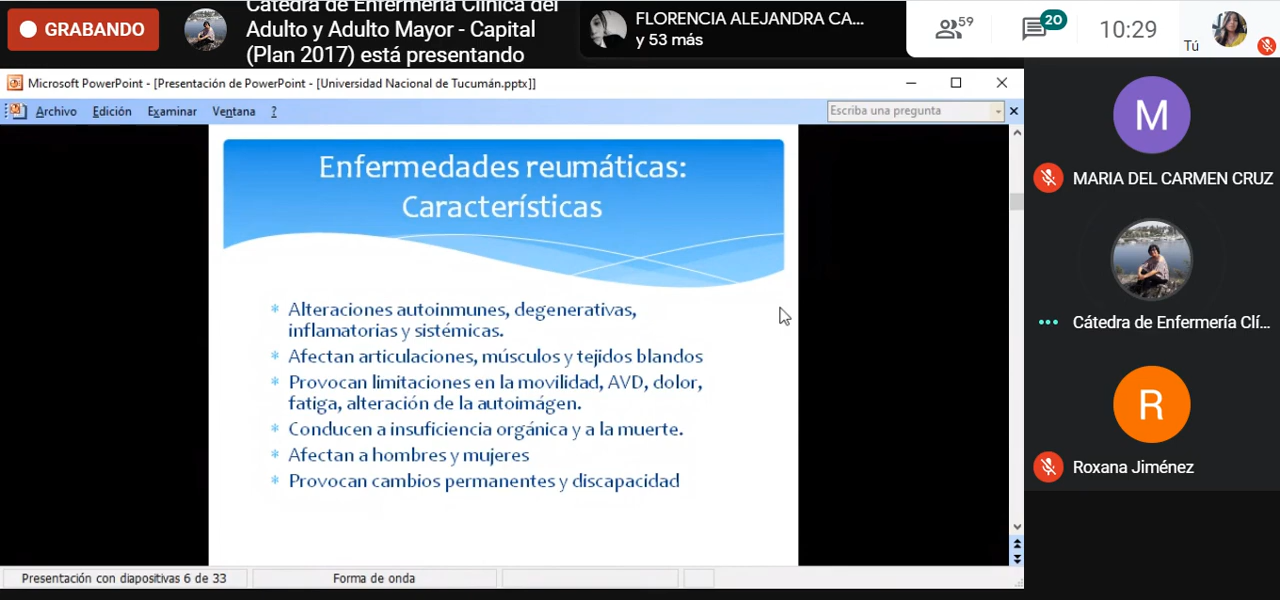 GRABANDO
Cátedra de Enfermería Clínica del
Adulto y Adulto Mayor - Capital
(Plan 2017) está presentando
FLORENCIA ALEJANDRA CA...
y 53 más
59
20
10:29
Tú
Microsoft PowerPoint - [Presentación de PowerPoint - [Universidad Nacional de Tucumán.pptx]]
Archivo Edición Examinar Ventana ?
Escriba una pregunta
Enfermedades reumáticas:
Características
* Alteraciones autoinmunes, degenerativas,
inflamatorias y sistémicas.
* Afectan articulaciones, músculos y tejidos blandos
* Provocan limitaciones en la movilidad, AVD, dolor,
fatiga, alteración de la autoimágen.
* Conducen a insuficiencia orgánica y a la muerte.
* Afectan a hombres y mujeres
* Provocan cambios permanentes y discapacidad
Presentación con diapositivas 6 de 33
Forma de onda
M
MARIA DEL CARMEN CRUZ
Cátedra de Enfermería Clí...
R
Roxana Jiménez